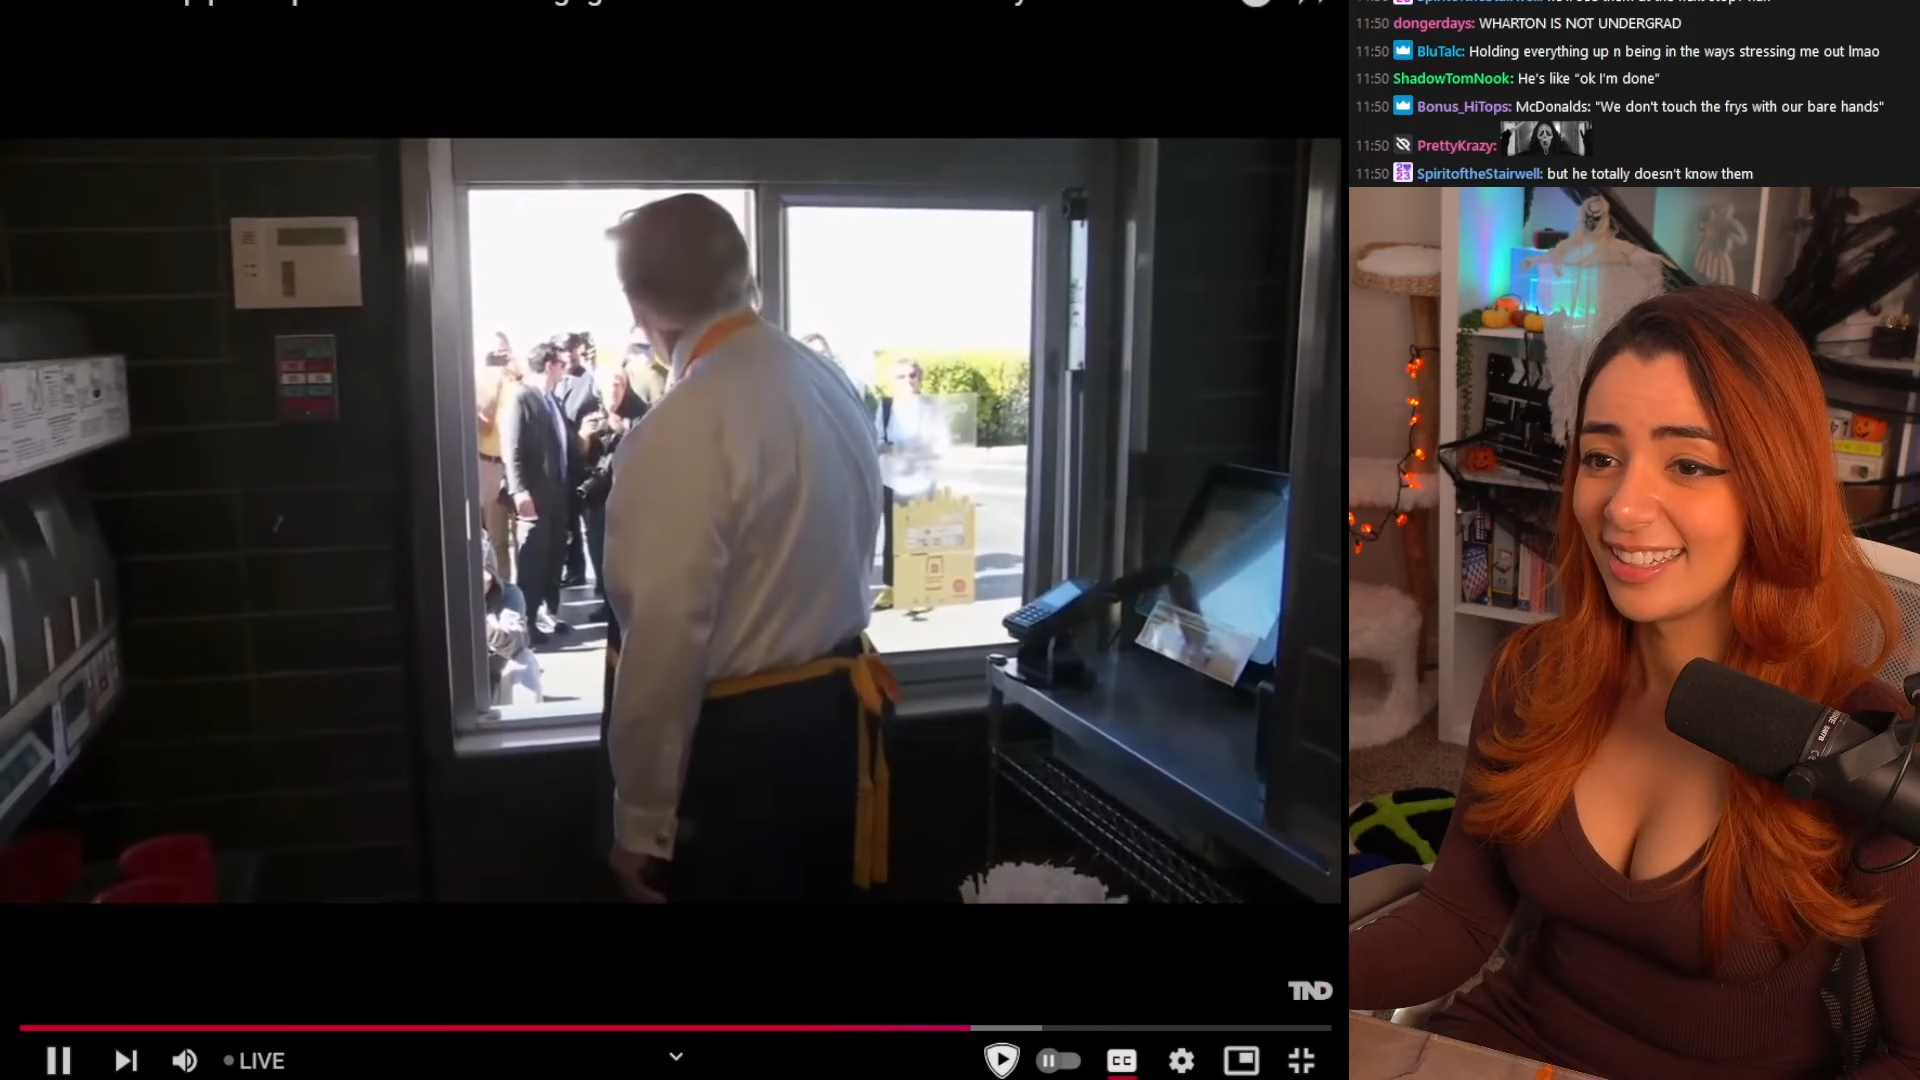 11:50 dongerdays: WHARTON IS NOT UNDERGRAD
11:50 BluTalc: Holding everything up n being in the ways stressing me out lmao
11:50 ShadowTomNook: He's like "ok I'm done"
11:50 Bonus_HiTops: McDonalds: "We don't touch the frys with our bare hands"
11:50 PrettyKrazy:
11:50 SpiritoftheStairwell: but he totally doesn't know them
TND
LIVE
CC